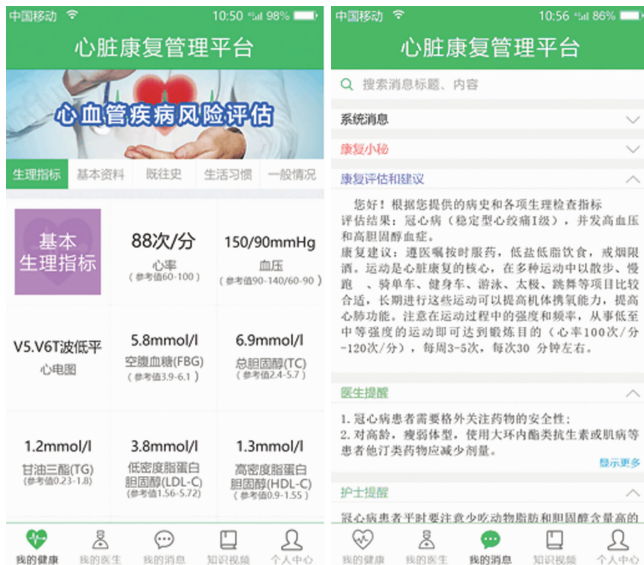 中国移动 10:50 98%
心脏康复管理平台
心血管疾病风险评估
生理指标 基本资料 既往史 生活习惯 一般情况
基本
生理指标
88次/分
心率
(参考值60-100)
150/90mmHg
血压
(参考值90-140/60-90)
V5.V6T波低平
心电图
5.8mmol/l
空腹血糖(FBG)
(参考值3.9-6.1)
6.9mmol/l
总胆固醇(TC)
(参考值2.4-5.7)
1.2mmol/l
甘油三酯(TG)
(参考值0.23-1.8)
3.8mmol/l
低密度脂蛋白
胆固醇(LDL-C)
(参考值1.56-5.72)
1.3mmol/l
高密度脂蛋白
胆固醇(HDL-C)
(参考值0.9-1.55)
我的健康 我的医生 我的消息 知识视频 个人中心
中国移动 10:56 86%
心脏康复管理平台
搜索消息标题、内容
系统消息
康复小秘
康复评估和建议
您好！根据您提供的病史和各项生理检查指标
评估结果：冠心病（稳定型心绞痛I级），并发高血压
和高胆固醇血症。
康复建议：遵医嘱按时服药，低盐低脂饮食，戒烟限
酒。运动是心脏康复的核心，在多种运动中以散步、慢
跑 、骑单车、健身车、游泳、太极、跳舞等项目比较
合适，长期进行这些运动可以提高机体携氧能力，提高
心肺功能。注意在运动过程中的强度和频率，从事低至
中等强度的运动即可达到锻炼目的（心率100次/分
-120次/分），每周3-5次，每次30 分钟左右。
医生提醒
1.冠心病患者需要格外关注药物的安全性；
2.对高龄，瘦弱体型，使用大环内酯类抗生素或肌病等
患者他汀类药物应减少剂量。
显示更多
护士提醒
冠心病患者平时要注意少吃动物脂肪和胆固醇含量高的
我的健康 我的医生 我的消息 知识视频 个人中心